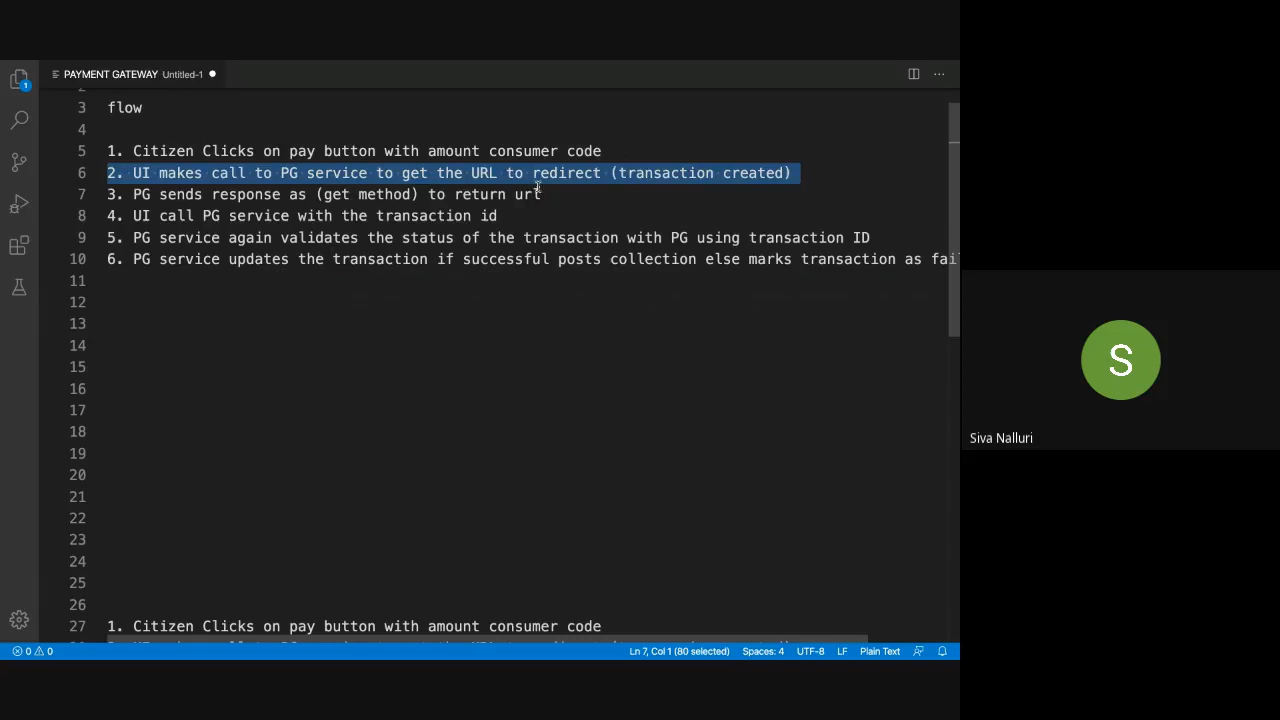 PAYMENT GATEWAY Untitled-1
1
2
3 flow
4
5 1. Citizen Clicks on pay button with amount consumer code
6 2. UI makes call to PG service to get the URL to redirect (transaction created)
7 3. PG sends response as (get method) to return url
8 4. UI call PG service with the transaction id
9 5. PG service again validates the status of the transaction with PG using transaction ID
10 6. PG service updates the transaction if successful posts collection else marks transaction as fai
11
12
13
14
15
16
17
18
19
20
21
22
23
24
25
26
27 1. Citizen Clicks on pay button with amount consumer code
S
Siva Nalluri
0 0 Ln 7, Col 1 (80 selected) Spaces: 4 UTF-8 LF Plain Text